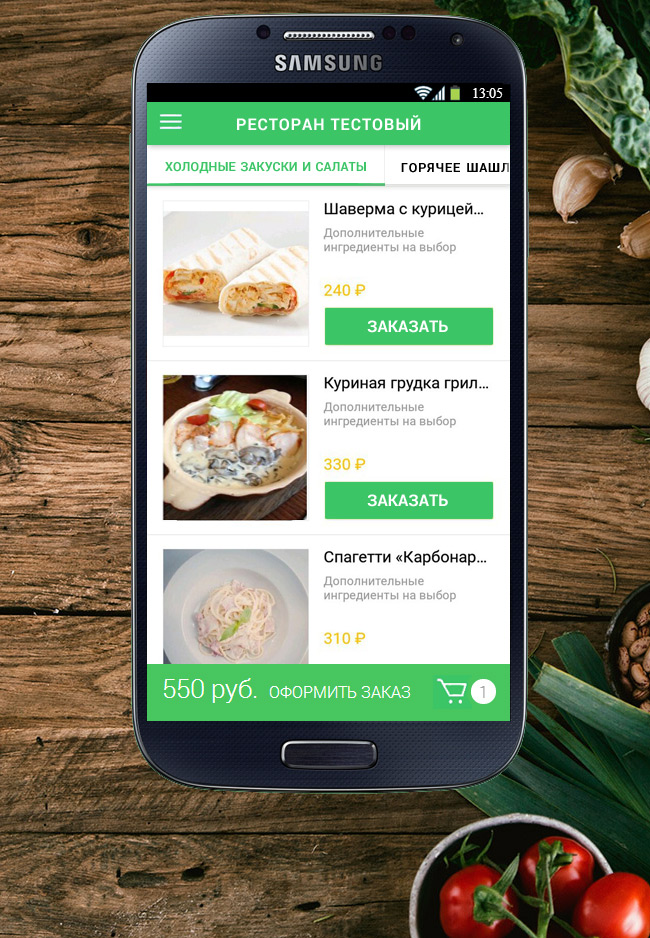 SAMSUNG
13:05
РЕСТОРАН ТЕСТОВЫЙ
ХОЛОДНЫЕ ЗАКУСКИ И САЛАТЫ
ГОРЯЧЕЕ ШАШЛ
Шаверма с курицей...
Дополнительные
ингредиенты на выбор
240 ₽
ЗАКАЗАТЬ
Куриная грудка грил...
Дополнительные
ингредиенты на выбор
330 ₽
ЗАКАЗАТЬ
Спагетти «Карбонар...
Дополнительные
ингредиенты на выбор
310 ₽
550 руб. ОФОРМИТЬ ЗАКАЗ 1